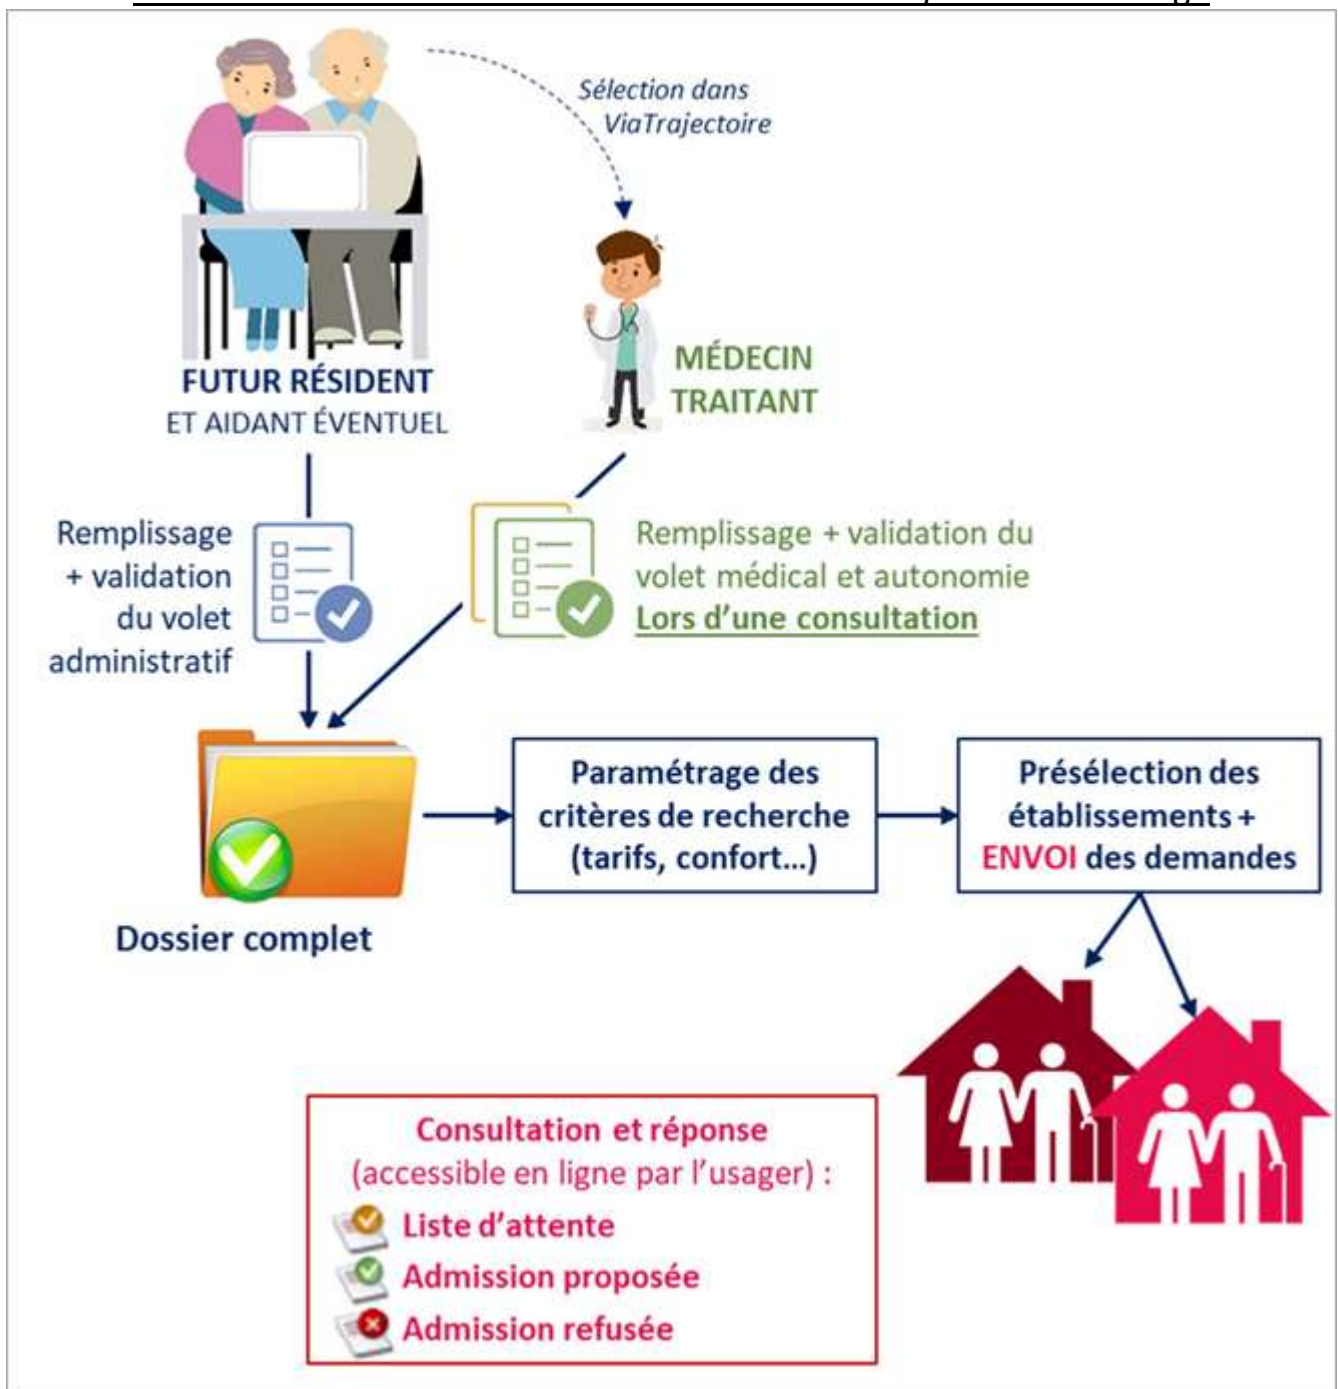 Sélection dans
ViaTrajectoire
MÉDECIN
TRAITANT
FUTUR RÉSIDENT
ET AIDANT ÉVENTUEL
Remplissage
+ validation
du volet
administratif
Remplissage + validation du
volet médical et autonomie
Lors d'une consultation
Dossier complet
Paramétrage des
critères de recherche
(tarifs, confort...)
Présélection des
établissements +
ENVOI des demandes
Consultation et réponse
(accessible en ligne par l'usager) :
Liste d'attente
Admission proposée
Admission refusée